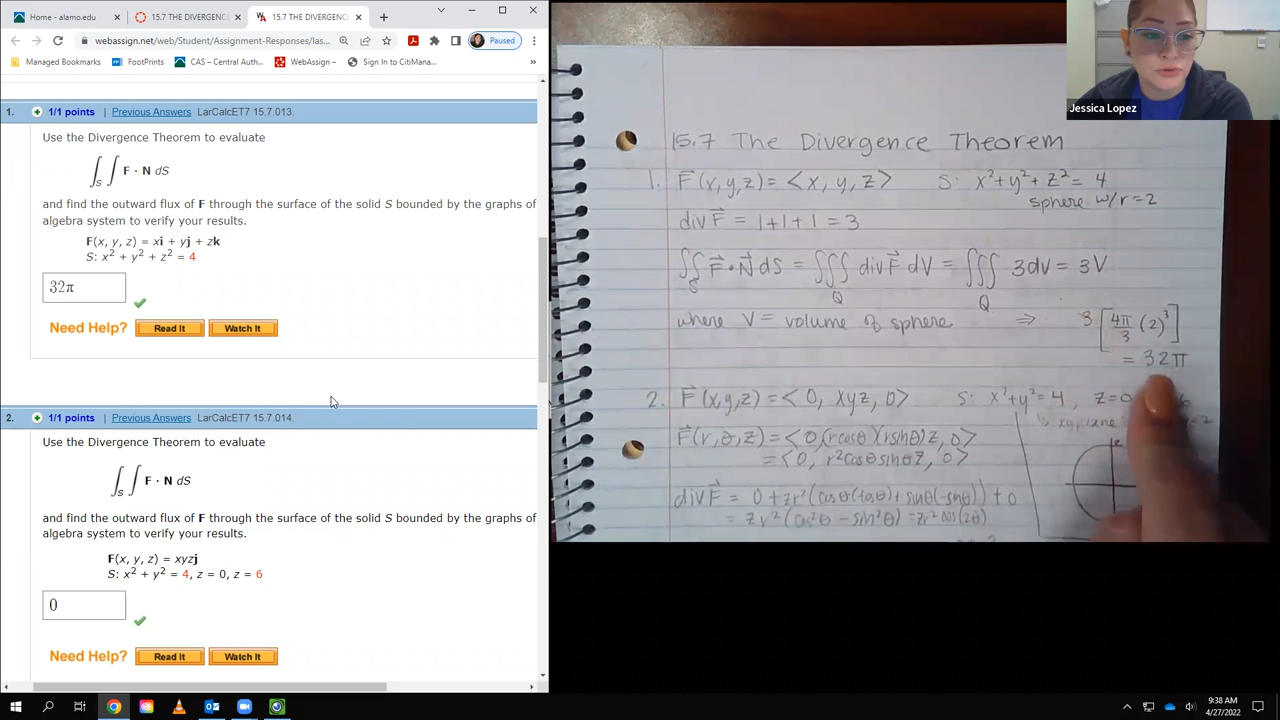 Home - alamo.edu
15.7 THE DIVERGENCE
15.7 THE DIVERGENC
webassign.net/web/Student/Assignment-Responses/las...
Paused
Managed Bookmarks
FootPrints
CAS – Central Auth...
WebAssign –
Sign In to CitiMana...
1.
1/1 points | Previous Answers LarCalcET7 15.7.013.
Use the Divergence Theorem to evaluate
∫S∫ F · N dS
and find the outward flux of F through the surface of the solid S bounded by the graphs of
algebra system to verify your results.
F(x, y, z) = xi + yj + zk
S: x² + y² + z² = 4
32π
Need Help? Read It Watch It
2.
1/1 points | Previous Answers LarCalcET7 15.7.014.
Use the Divergence Theorem to evaluate
∫S∫ F · N dS
and find the outward flux of F through the surface of the solid S bounded by the graphs of
algebra system to verify your results.
F(x, y, z) = xyzj
S: x² + y² = 4, z = 0, z = 6
0
Need Help? Read It Watch It
15.7 The Divergence Theorem
1. F⃗(x,y,z) = <x, y, z> S: x²+y²+z² = 4
sphere w/r=2
div F⃗ = 1+1+1 = 3
∫∫S F⃗·N⃗ dS = ∫∫∫Q div F⃗ dV = ∫∫∫Q 3dV = 3V
where V = volume of sphere ⇒ 3[4π/3 (2)³]
= 32π
2. F⃗(x,y,z) = <0, xyz, 0> S: x²+y²=4, z=0 6
xyplane
F⃗(r,θ,z) = <0,(rcosθ)(rsinθ)z, 0>
= <0, r²cosθsinθz, 0>
div F⃗ = 0 + zr²(cosθ(cosθ)+sinθ(-sinθ)) + 0
= zr²(cos²θ - sin²θ) = zr²cos(2θ)
Jessica Lopez
9:38 AM
4/27/2022